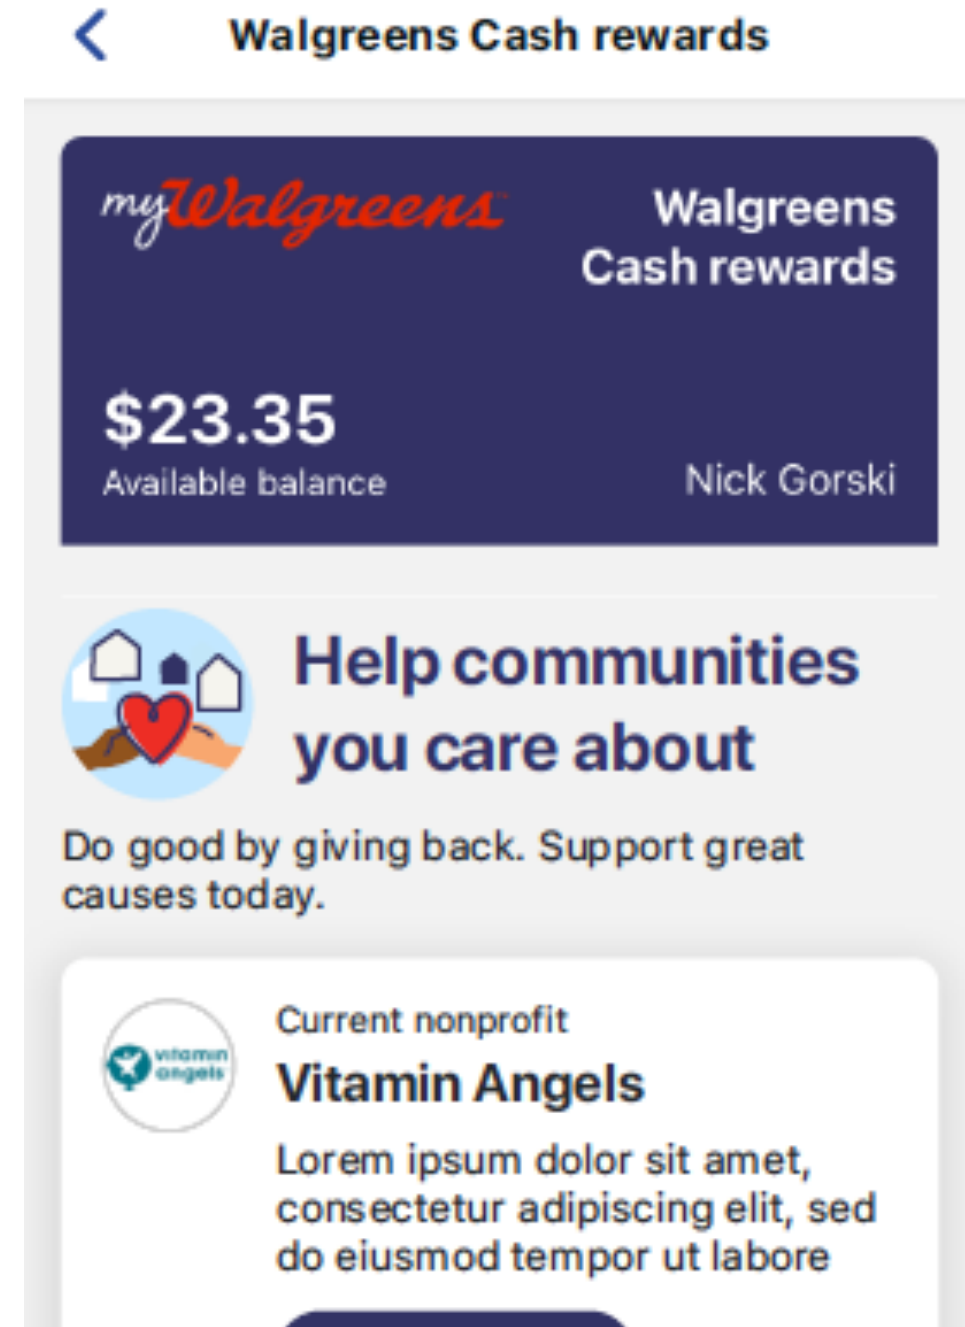 Walgreens Cash rewards
myWalgreens™
Walgreens
Cash rewards
$23.35
Available balance
Nick Gorski
Help communities
you care about
Do good by giving back. Support great
causes today.
vitamin
angels
Current nonprofit
Vitamin Angels
Lorem ipsum dolor sit amet,
consectetur adipiscing elit, sed
do eiusmod tempor ut labore